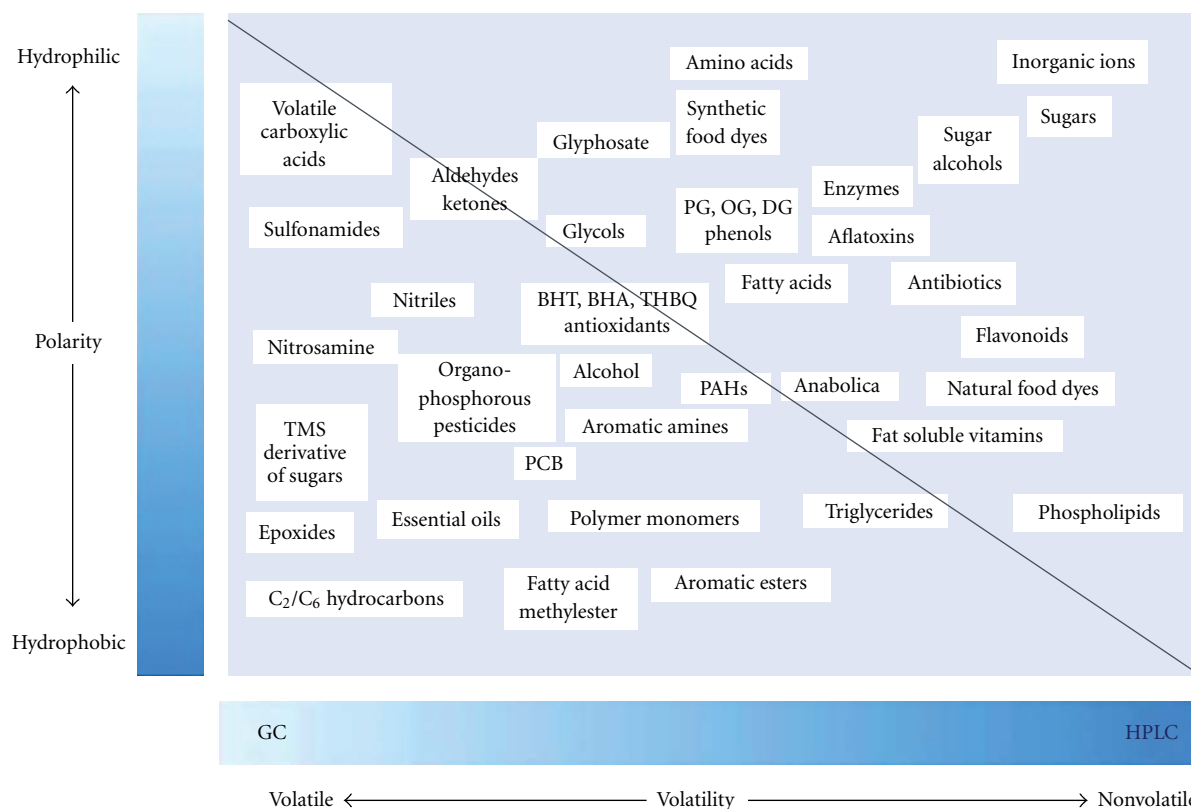 Hydrophilic
Polarity
Hydrophobic
Amino acids
Inorganic ions
Volatile
carboxylic
acids
Synthetic
food dyes
Sugars
Glyphosate
Sugar
alcohols
Aldehydes
ketones
Enzymes
PG, OG, DG
phenols
Sulfonamides
Glycols
Aflatoxins
Fatty acids
Antibiotics
Nitriles
BHT, BHA, THBQ
antioxidants
Flavonoids
Nitrosamine
Organo-
phosphorous
pesticides
Alcohol
PAHs
Anabolica
Natural food dyes
TMS
derivative
of sugars
Aromatic amines
Fat soluble vitamins
PCB
Essential oils
Polymer monomers
Triglycerides
Phospholipids
Epoxides
C₂/C₆ hydrocarbons
Fatty acid
methylester
Aromatic esters
GC
HPLC
Volatile
Volatility
Nonvolatile